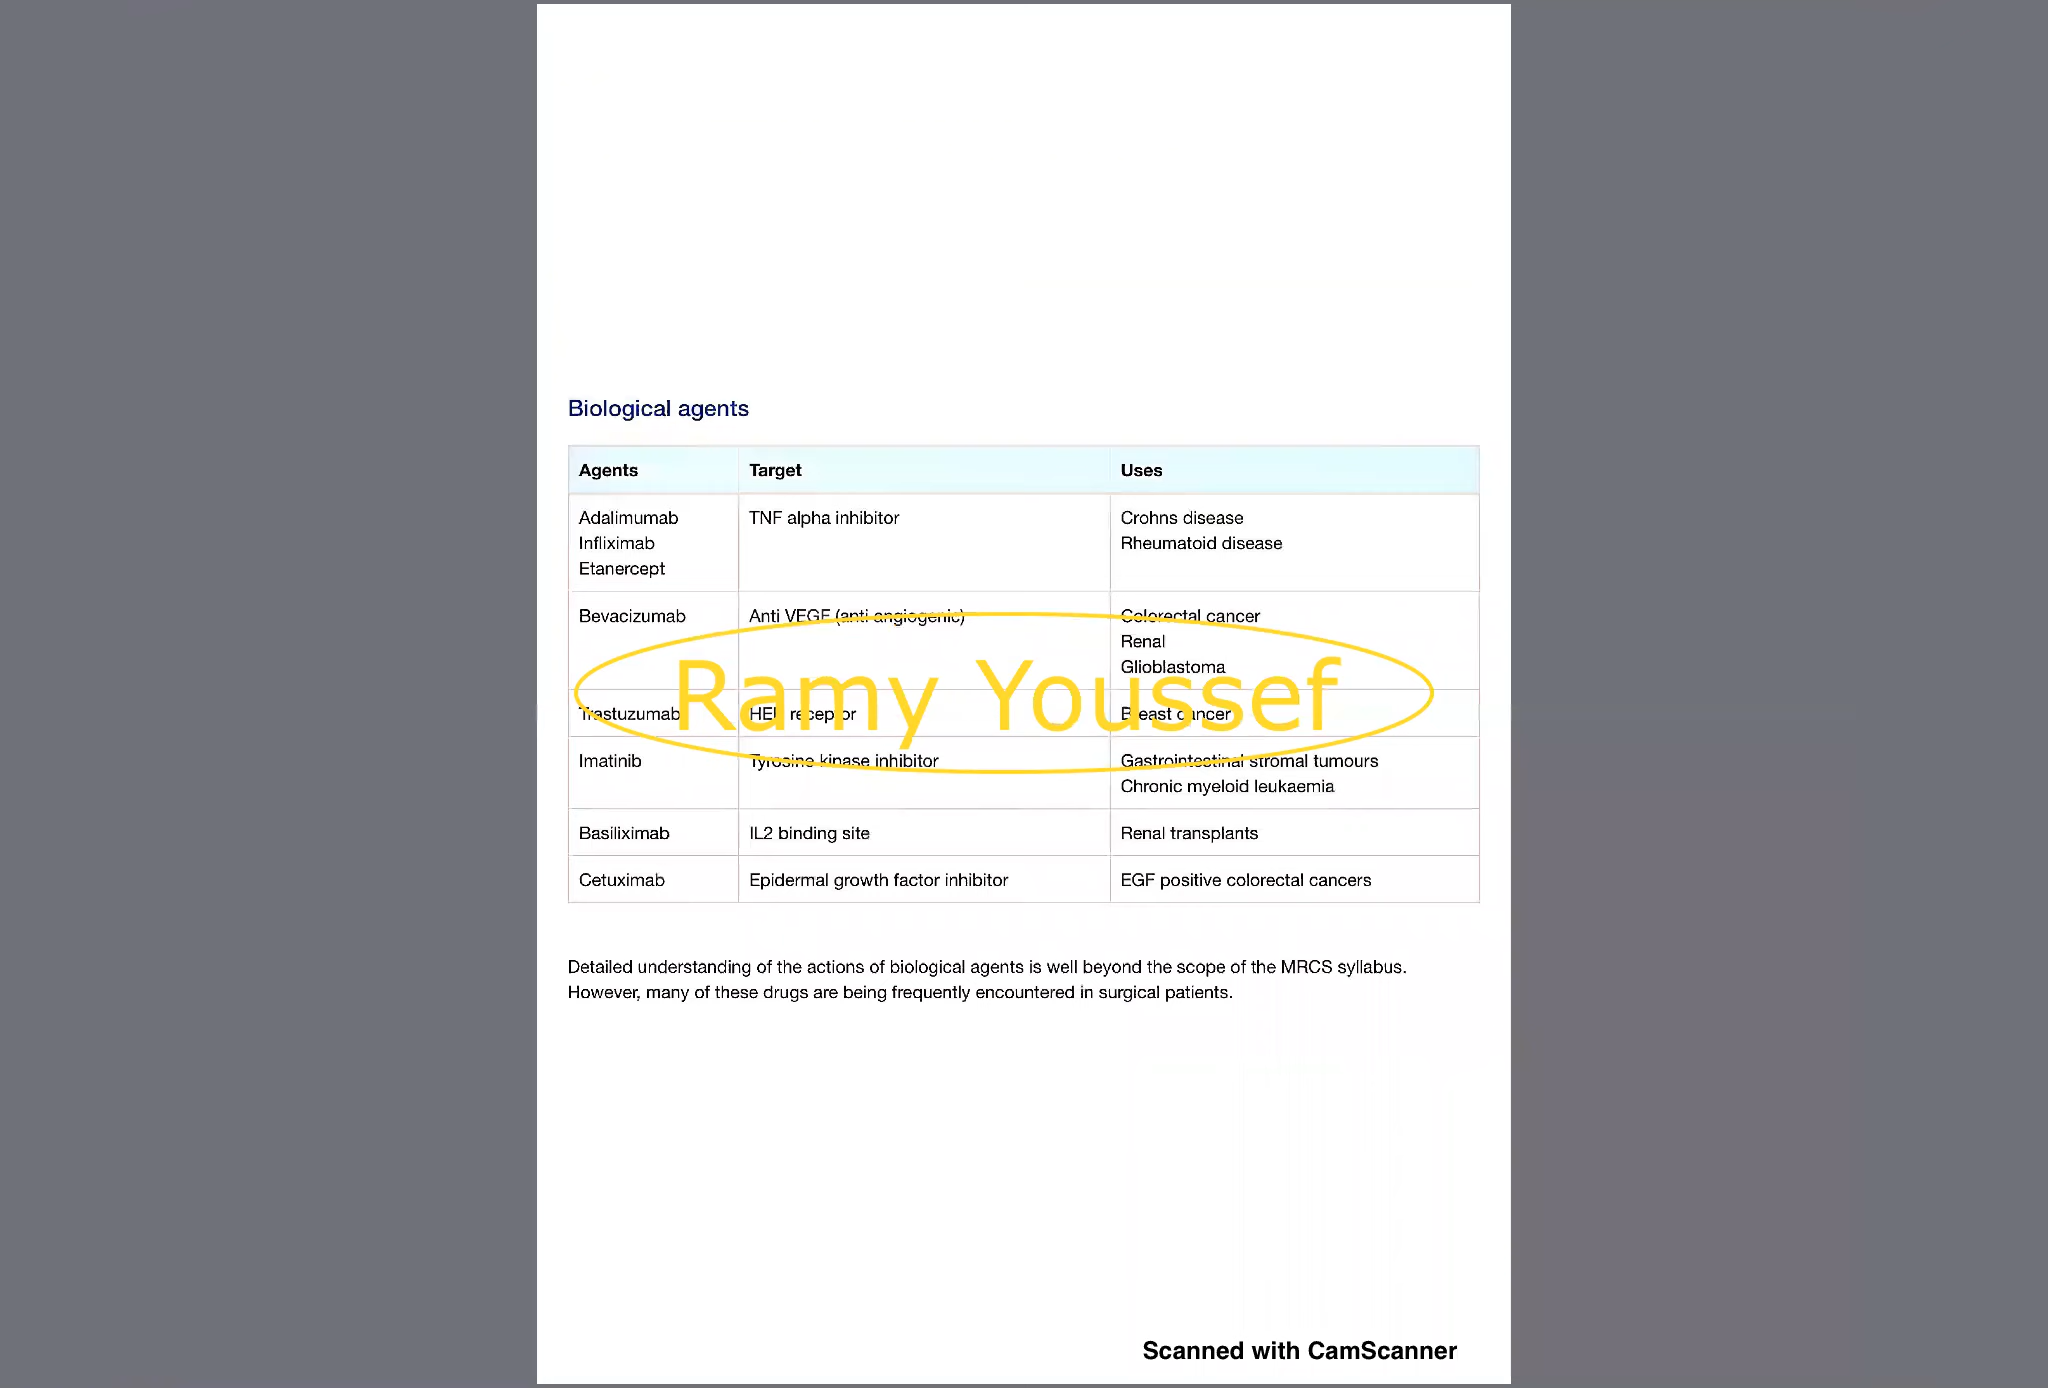 Biological agents
Agents Target Uses
Adalimumab TNF alpha inhibitor Crohns disease
Infliximab Rheumatoid disease
Etanercept
Bevacizumab Anti VEGF (anti angiogenic) Colorectal cancer
Renal
Glioblastoma
Ramy Youssef
Trastuzumab HER receptor Breast cancer
Imatinib Tyrosine kinase inhibitor Gastrointestinal stromal tumours
Chronic myeloid leukaemia
Basiliximab IL2 binding site Renal transplants
Cetuximab Epidermal growth factor inhibitor EGF positive colorectal cancers
Detailed understanding of the actions of biological agents is well beyond the scope of the MRCS syllabus.
However, many of these drugs are being frequently encountered in surgical patients.
Scanned with CamScanner